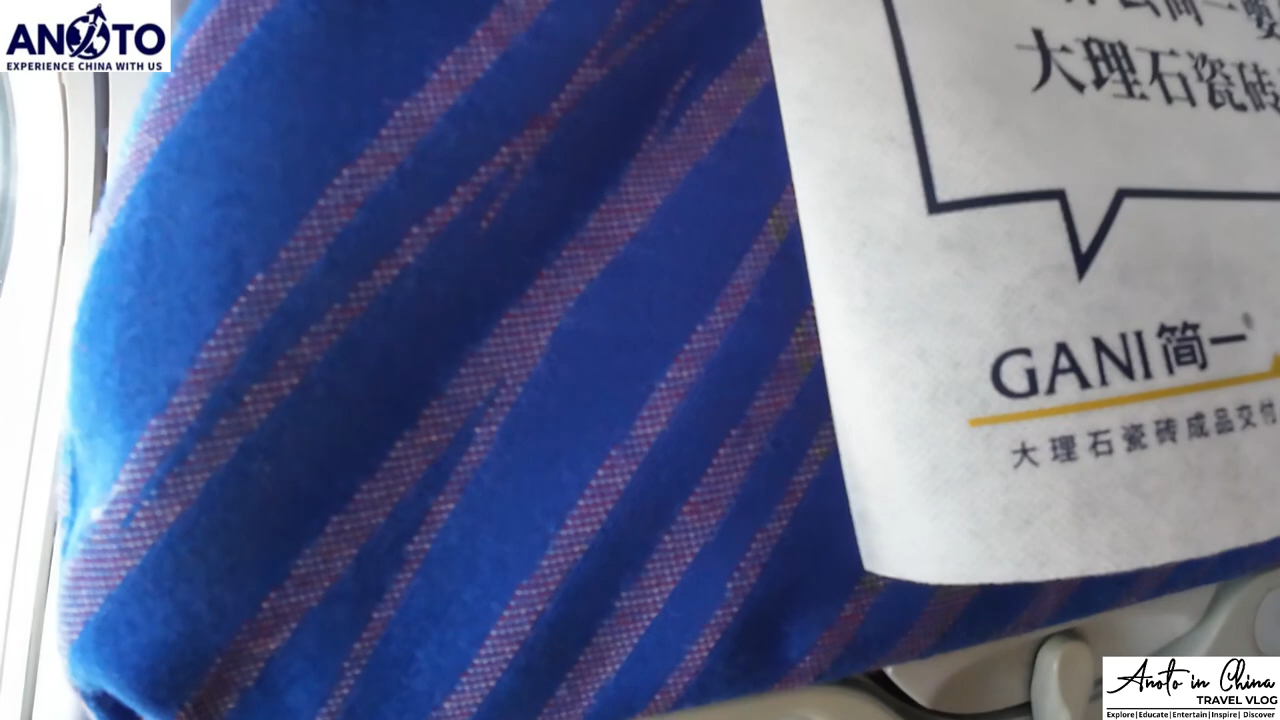 ANOTO
EXPERIENCE CHINA WITH US
大理石瓷砖
GANI简一®
大理石瓷砖成品交付
Anoto in China
TRAVEL VLOG
Explore|Educate|Entertain|Inspire| Discover